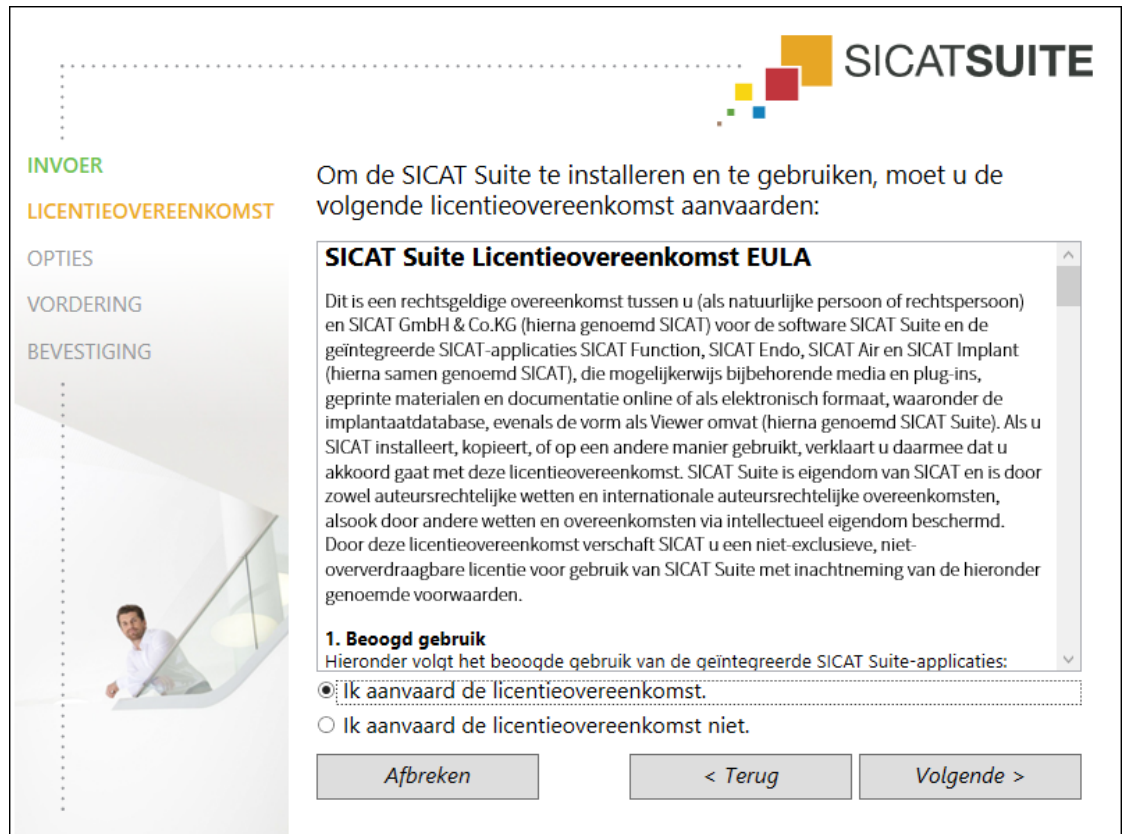 SICATSUITE
INVOER
LICENTIEOVEREENKOMST
OPTIES
VORDERING
BEVESTIGING
Om de SICAT Suite te installeren en te gebruiken, moet u de
volgende licentieovereenkomst aanvaarden:
SICAT Suite Licentieovereenkomst EULA
Dit is een rechtsgeldige overeenkomst tussen u (als natuurlijke persoon of rechtspersoon)
en SICAT GmbH & Co.KG (hierna genoemd SICAT) voor de software SICAT Suite en de
geïntegreerde SICAT-applicaties SICAT Function, SICAT Endo, SICAT Air en SICAT Implant
(hierna samen genoemd SICAT), die mogelijkerwijs bijbehorende media en plug-ins,
geprinte materialen en documentatie online of als elektronisch formaat, waaronder de
implantaatdatabase, evenals de vorm als Viewer omvat (hierna genoemd SICAT Suite). Als u
SICAT installeert, kopieert, of op een andere manier gebruikt, verklaart u daarmee dat u
akkoord gaat met deze licentieovereenkomst. SICAT Suite is eigendom van SICAT en is door
zowel auteursrechtelijke wetten en internationale auteursrechtelijke overeenkomsten,
alsook door andere wetten en overeenkomsten via intellectueel eigendom beschermd.
Door deze licentieovereenkomst verschaft SICAT u een niet-exclusieve, niet-
oververdraagbare licentie voor gebruik van SICAT Suite met inachtneming van de hieronder
genoemde voorwaarden.
1. Beoogd gebruik
Hieronder volgt het beoogde gebruik van de geïntegreerde SICAT Suite-applicaties:
Ik aanvaard de licentieovereenkomst.
Ik aanvaard de licentieovereenkomst niet.
Afbreken
< Terug
Volgende >